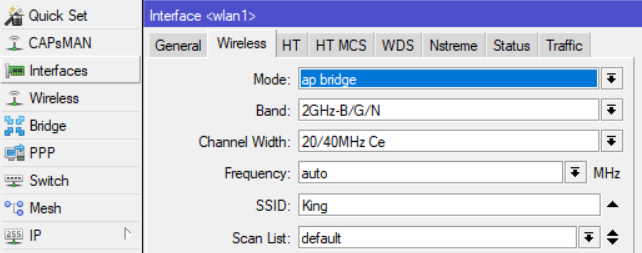 Quick Set
CAPsMAN
Interfaces
Wireless
Bridge
PPP
Switch
Mesh
255 IP
Interface <wlan1>
General Wireless HT HT MCS WDS Nstreme Status Traffic
Mode: ap bridge
Band: 2GHz-B/G/N
Channel Width: 20/40MHz Ce
Frequency: auto MHz
SSID: King
Scan List: default